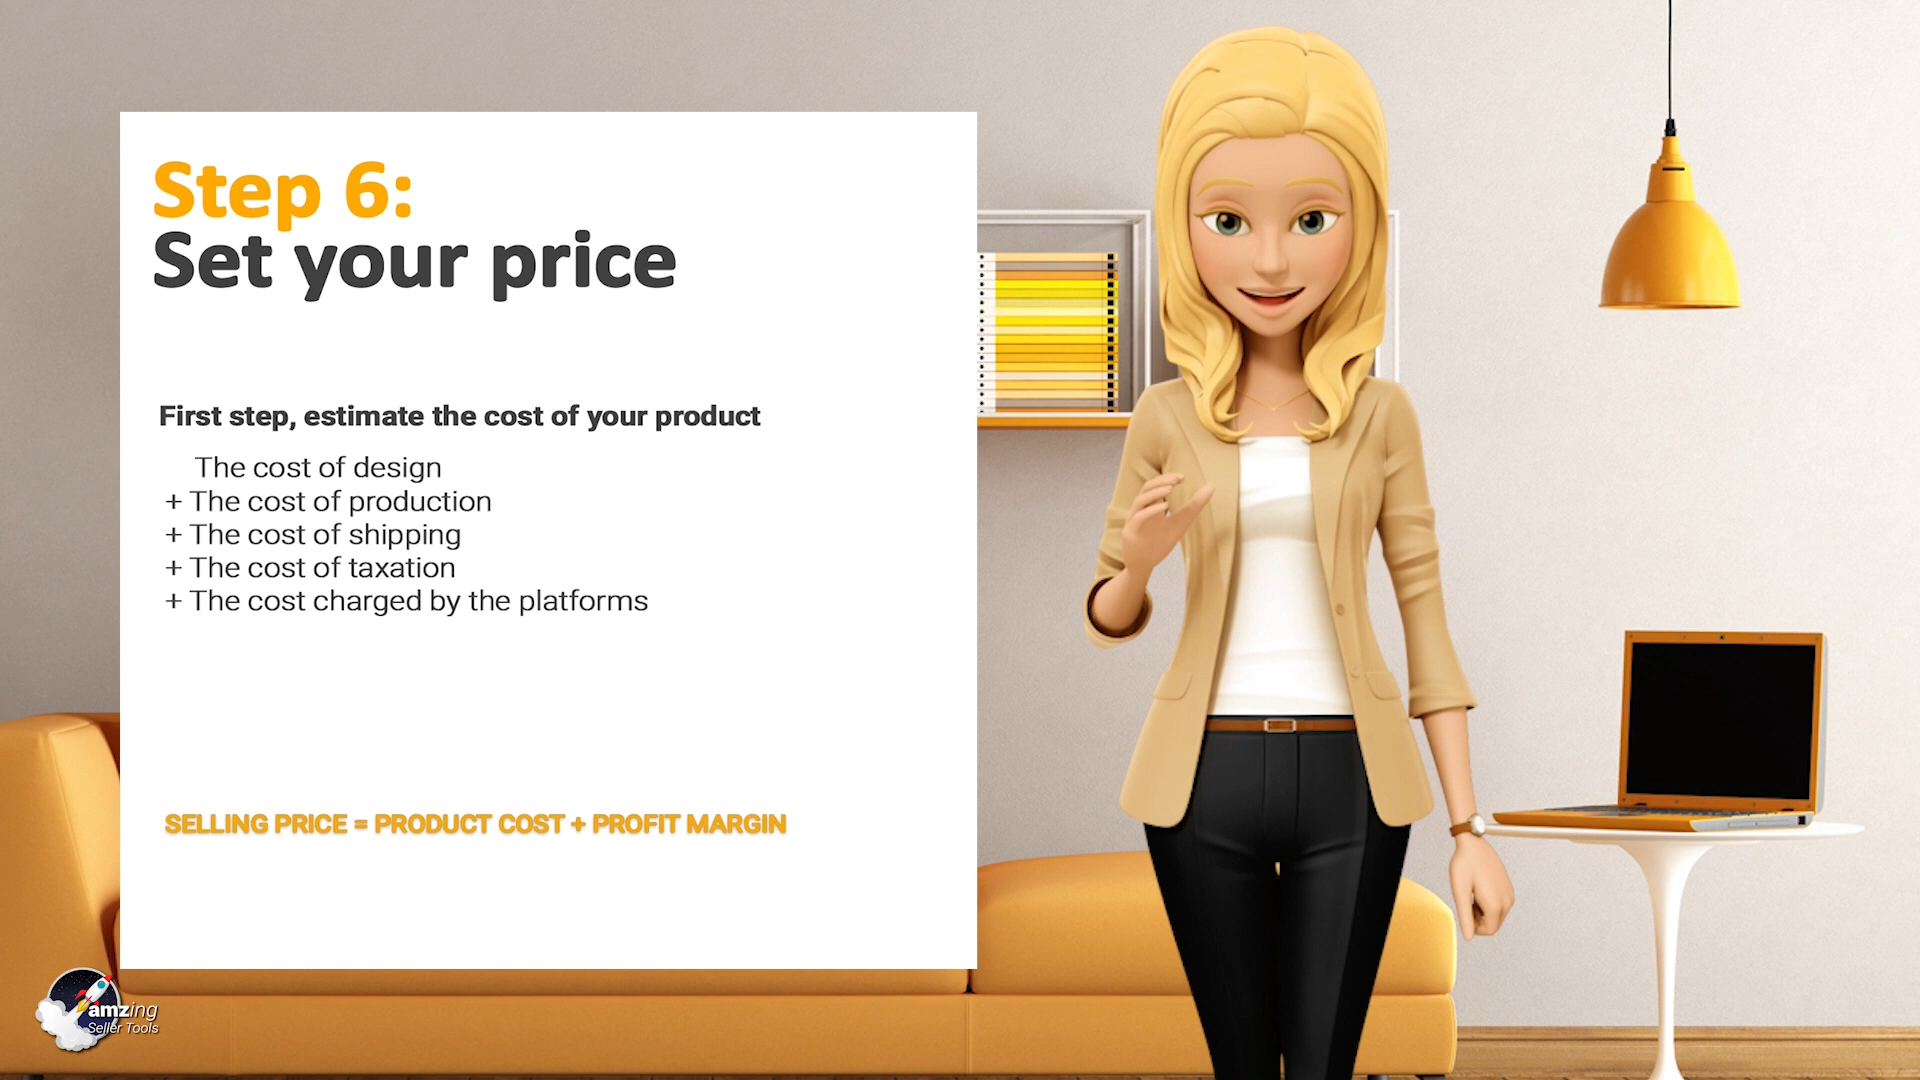 Step 6:
Set your price
First step, estimate the cost of your product
The cost of design
+ The cost of production
+ The cost of shipping
+ The cost of taxation
+ The cost charged by the platforms
SELLING PRICE = PRODUCT COST + PROFIT MARGIN
amzing
Seller Tools